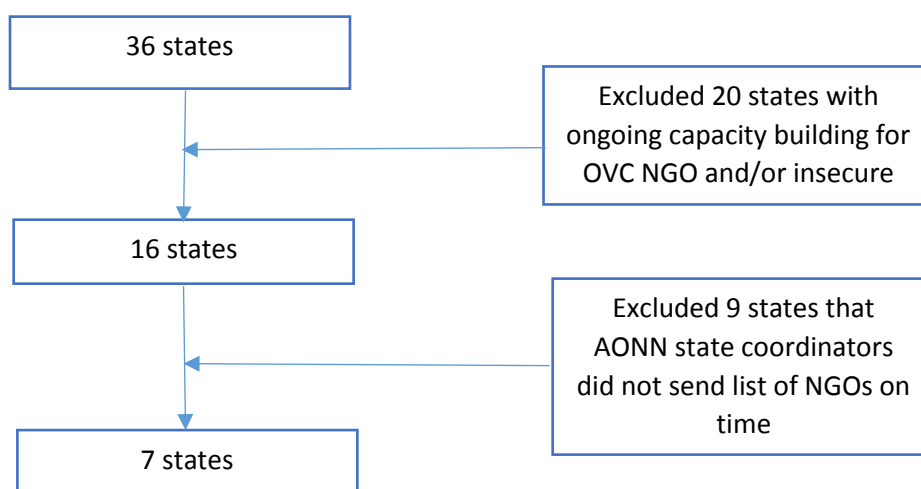 36 states
Excluded 20 states with
ongoing capacity building for
OVC NGO and/or insecure
16 states
Excluded 9 states that
AONN state coordinators
did not send list of NGOs on
time
7 states